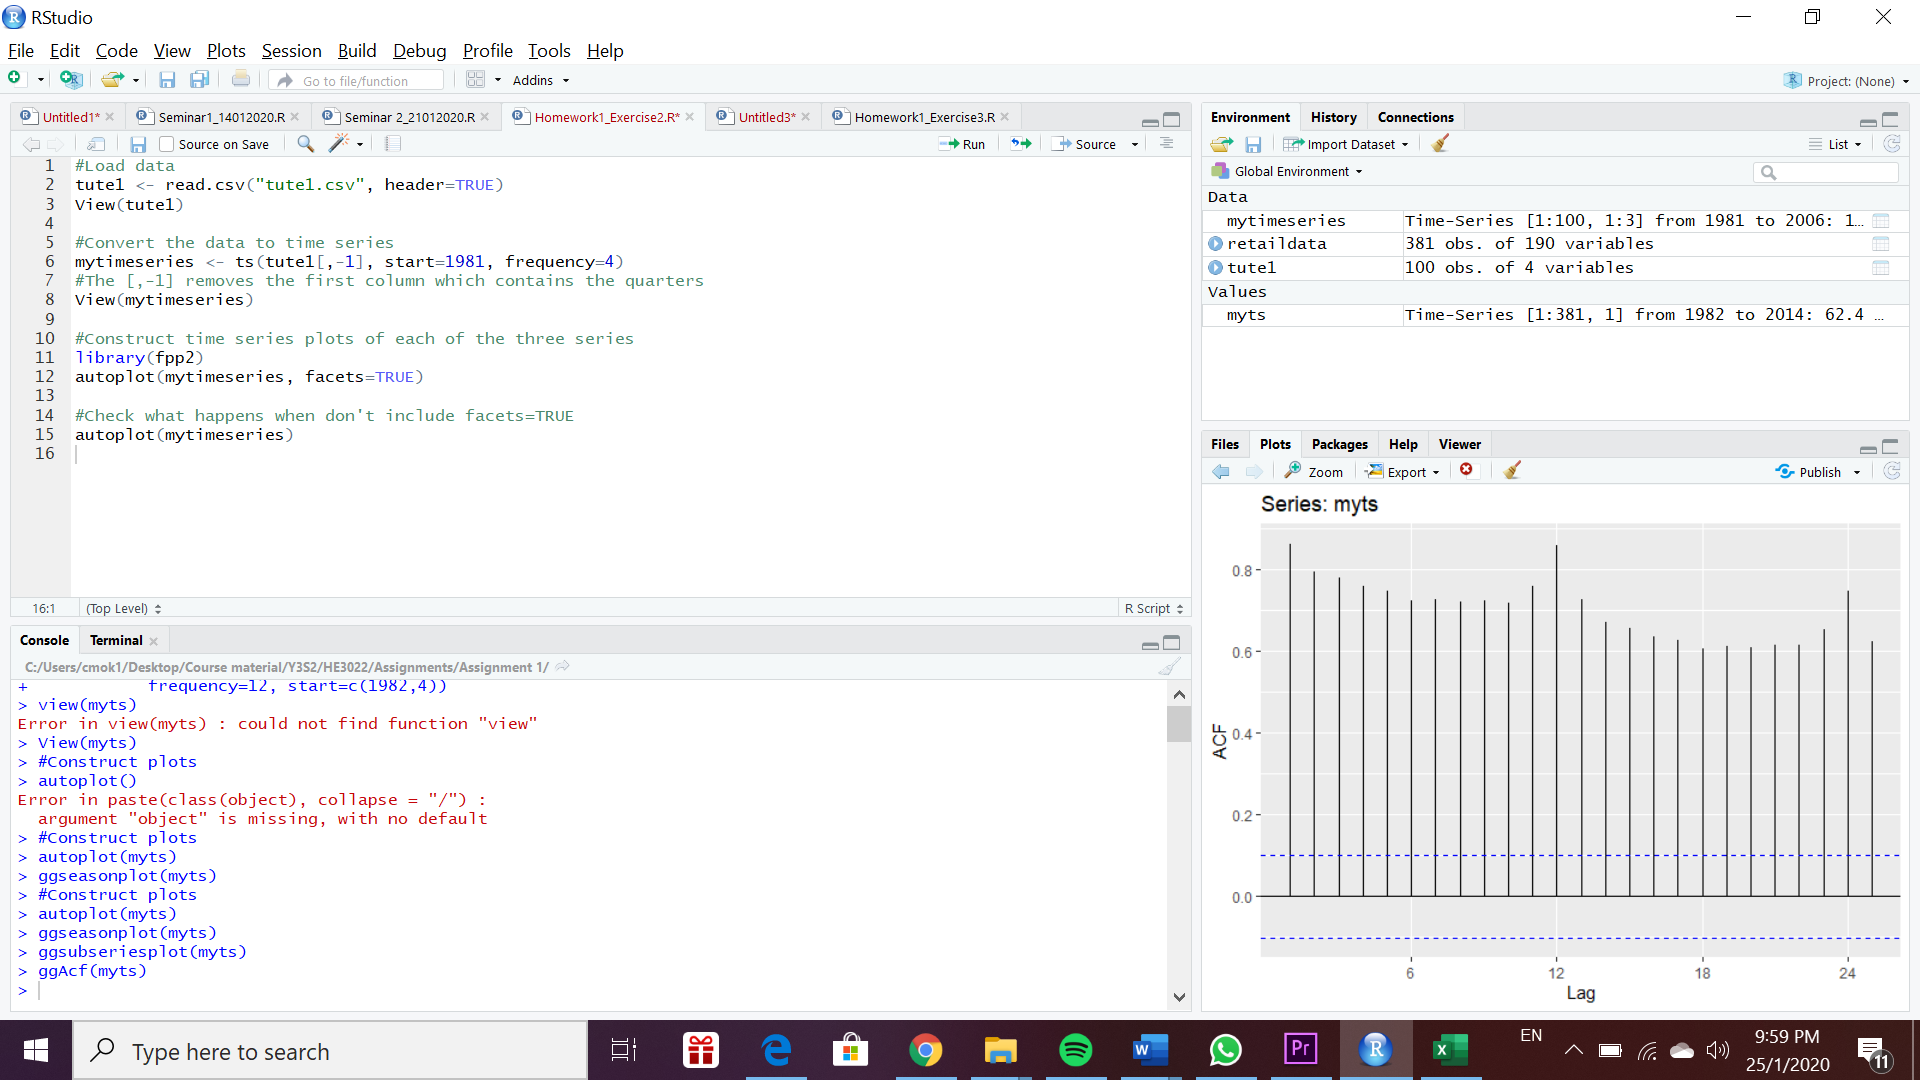 RStudio
File Edit Code View Plots Session Build Debug Profile Tools Help
Go to file/function Addins Project: (None)
Untitled1* Seminar1_14012020.R Seminar 2_21012020.R Homework1_Exercise2.R* Untitled3* Homework1_Exercise3.R
Source on Save Run Source
1 #Load data
2 tute1 <- read.csv("tute1.csv", header=TRUE)
3 View(tute1)
4
5 #Convert the data to time series
6 mytimeseries <- ts(tute1[,-1], start=1981, frequency=4)
7 #The [,-1] removes the first column which contains the quarters
8 View(mytimeseries)
9
10 #Construct time series plots of each of the three series
11 library(fpp2)
12 autoplot(mytimeseries, facets=TRUE)
13
14 #Check what happens when don't include facets=TRUE
15 autoplot(mytimeseries)
16
16:1 (Top Level) R Script
Console Terminal
C:/Users/cmok1/Desktop/Course material/Y3S2/HE3022/Assignments/Assignment 1/
+ frequency=12, start=c(1982,4))
> view(myts)
Error in view(myts) : could not find function "view"
> View(myts)
> #Construct plots
> autoplot()
Error in paste(class(object), collapse = "/") :
argument "object" is missing, with no default
> #Construct plots
> autoplot(myts)
> ggseasonplot(myts)
> #Construct plots
> autoplot(myts)
> ggseasonplot(myts)
> ggsubseriesplot(myts)
> ggAcf(myts)
>
Environment History Connections
Import Dataset List
Global Environment
Data
mytimeseries Time-Series [1:100, 1:3] from 1981 to 2006: 1…
retaildata 381 obs. of 190 variables
tute1 100 obs. of 4 variables
Values
myts Time-Series [1:381, 1] from 1982 to 2014: 62.4 …
Files Plots Packages Help Viewer
Zoom Export Publish
Series: myts
0.8
0.6
0.4
0.2
0.0
ACF
6 12 18 24
Lag
Type here to search
W Pr R X
EN
9:59 PM
25/1/2020
11